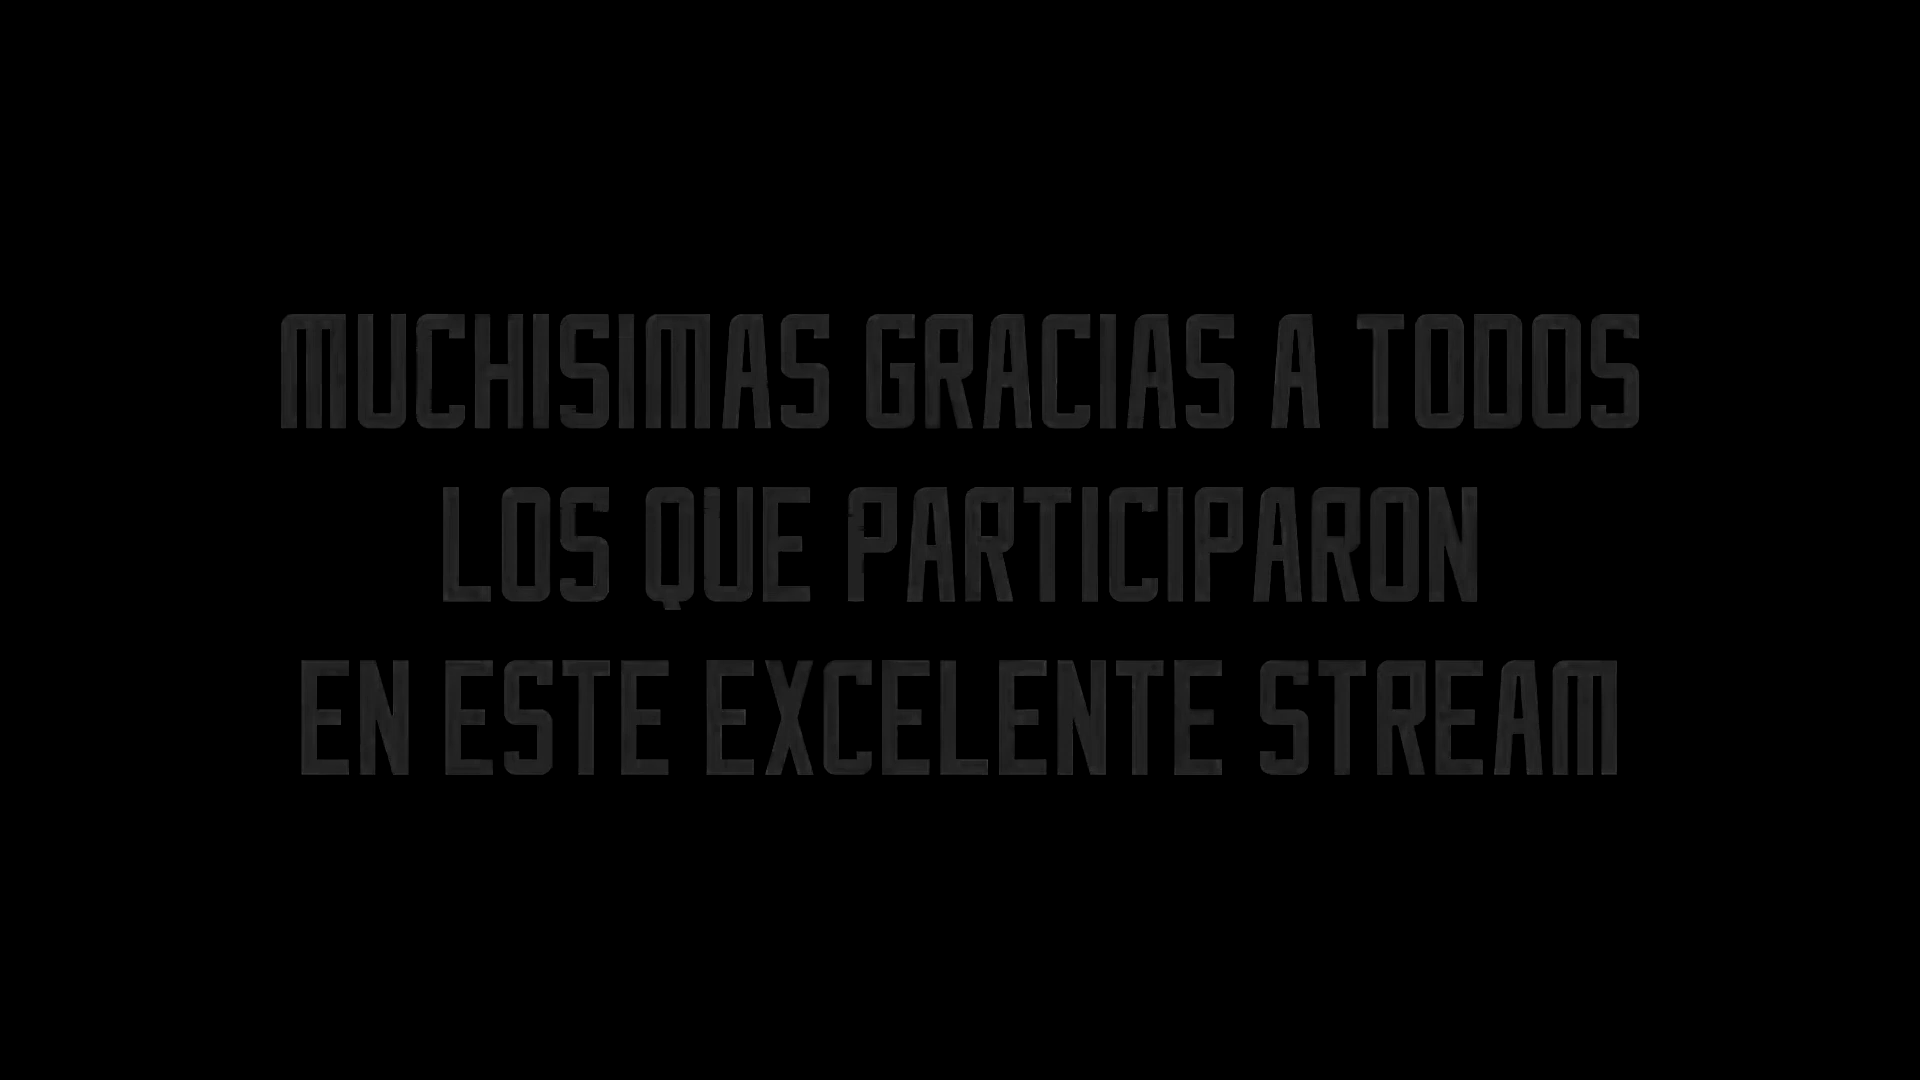 MUCHISIMAS GRACIAS A TODOS
LOS QUE PARTICIPARON
EN ESTE EXCELENTE STREAM